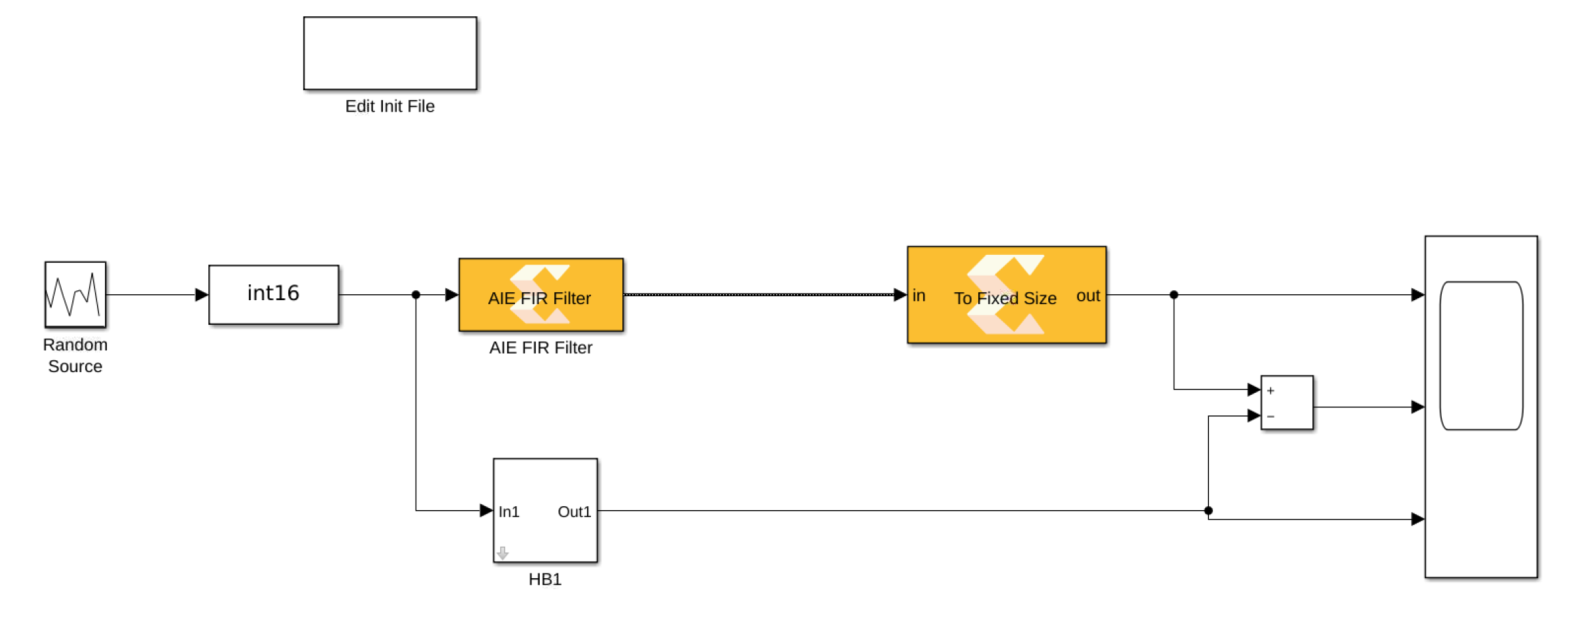 Edit Init File
Random
Source
int16
AIE FIR Filter
AIE FIR Filter
in
To Fixed Size
out
+
−
In1
Out1
HB1